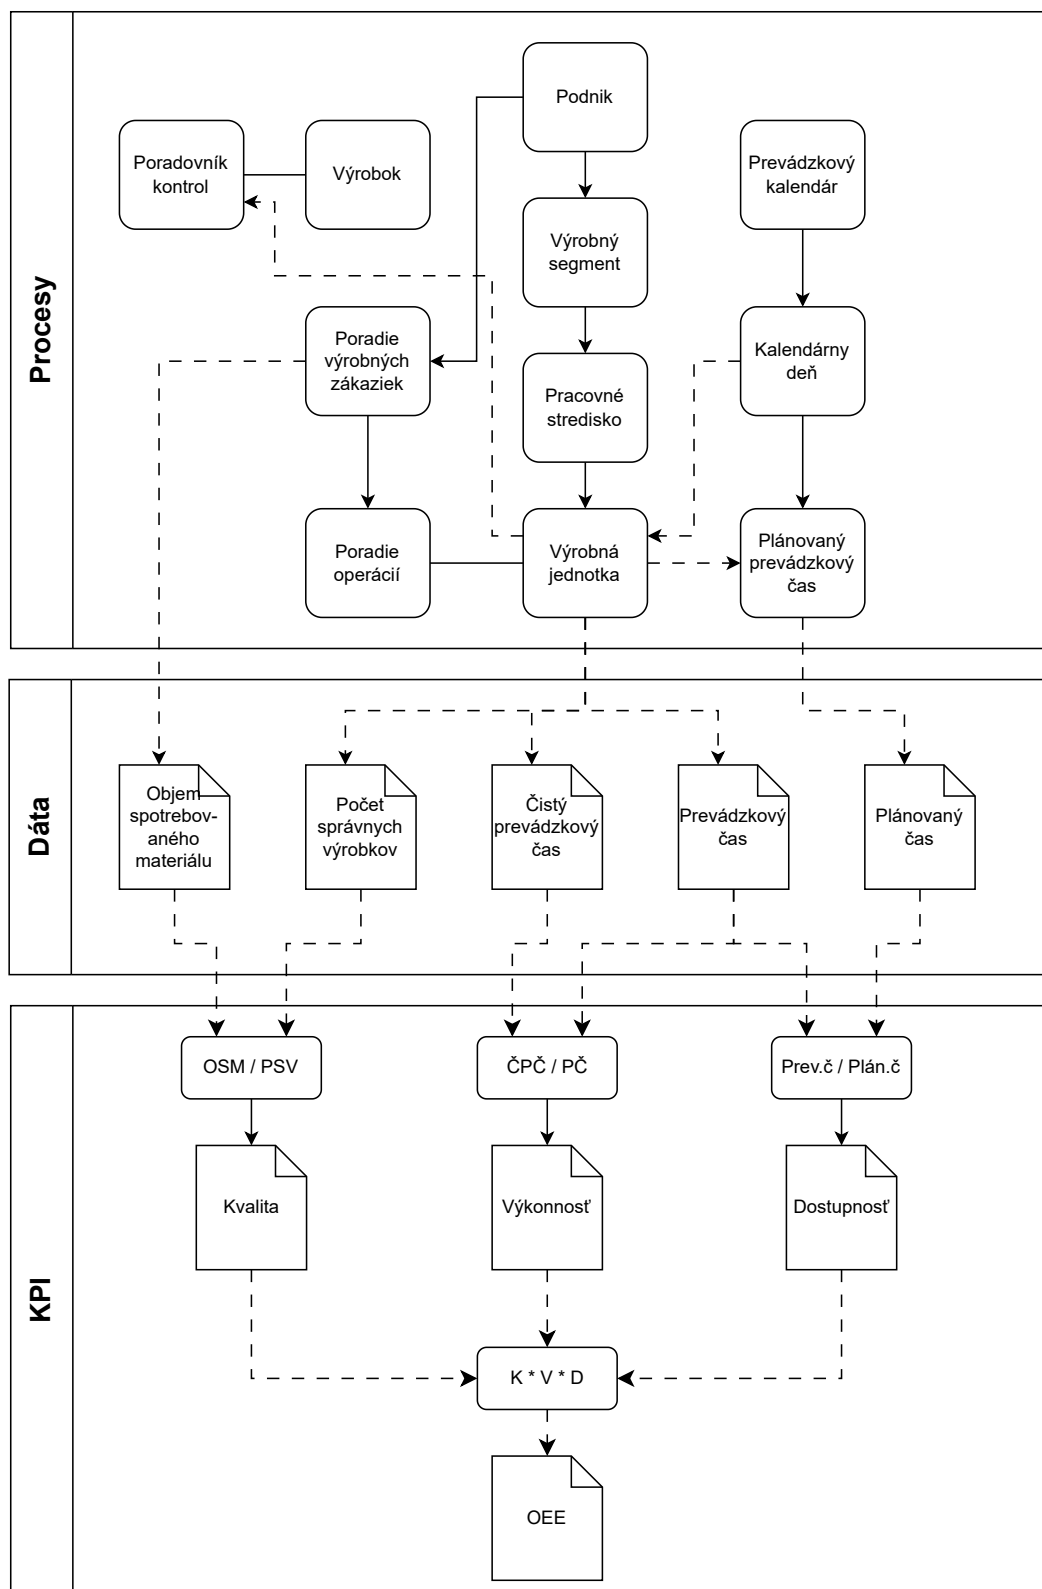 Procesy
Podnik
Poradovník
kontrol
Výrobok
Prevádzkový
kalendár
Výrobný
segment
Poradie
výrobných
zákaziek
Pracovné
stredisko
Kalendárny
deň
Poradie
operácií
Výrobná
jednotka
Plánovaný
prevádzkový
čas
Dáta
Objem
spotrebov-
aného
materiálu
Počet
správnych
výrobkov
Čistý
prevádzkový
čas
Prevádzkový
čas
Plánovaný
čas
KPI
OSM / PSV
ČPČ / PČ
Prev.č / Plán.č
Kvalita
Výkonnosť
Dostupnosť
K * V * D
OEE